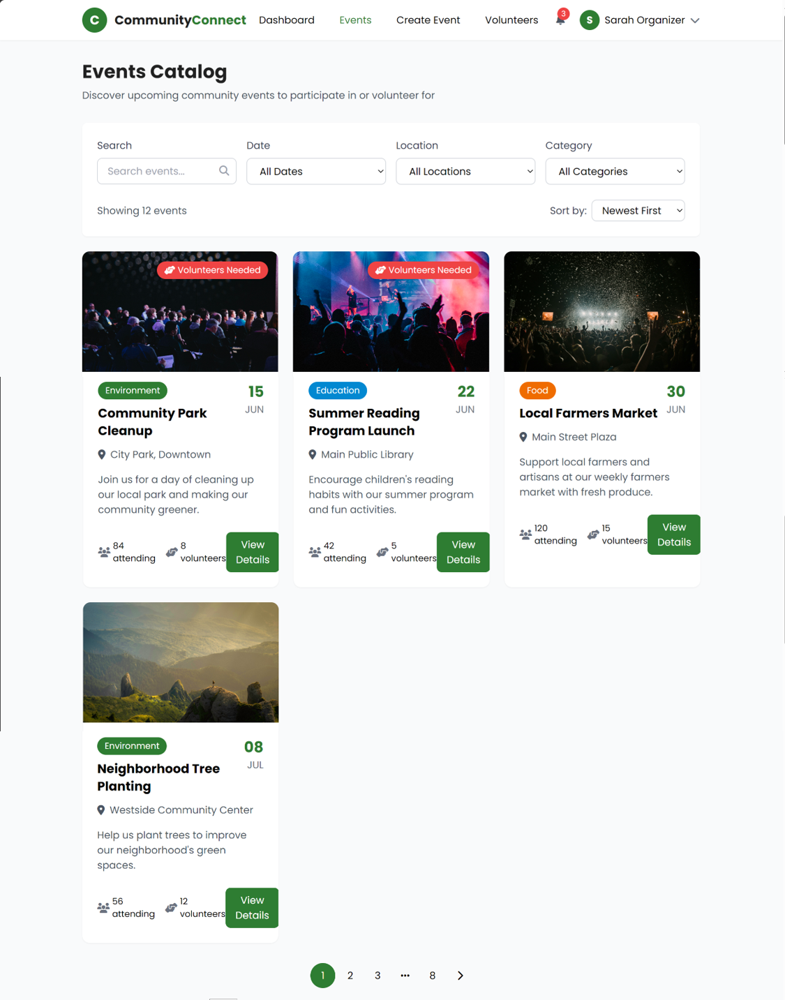 C CommunityConnect Dashboard Events Create Event Volunteers 3 S Sarah Organizer
Events Catalog
Discover upcoming community events to participate in or volunteer for
Search Date Location Category
Search events... All Dates All Locations All Categories
Showing 12 events Sort by: Newest First
Volunteers Needed
Environment
15
JUN
Community Park
Cleanup
City Park, Downtown
Join us for a day of cleaning up
our local park and making our
community greener.
84
attending
8
volunteers
View
Details
Volunteers Needed
Education
22
JUN
Summer Reading
Program Launch
Main Public Library
Encourage children's reading
habits with our summer program
and fun activities.
42
attending
5
volunteers
View
Details
Food
30
JUN
Local Farmers Market
Main Street Plaza
Support local farmers and
artisans at our weekly farmers
market with fresh produce.
120
attending
15
volunteers
View
Details
Environment
08
JUL
Neighborhood Tree
Planting
Westside Community Center
Help us plant trees to improve
our neighborhood's green
spaces.
56
attending
12
volunteers
View
Details
1 2 3 ••• 8